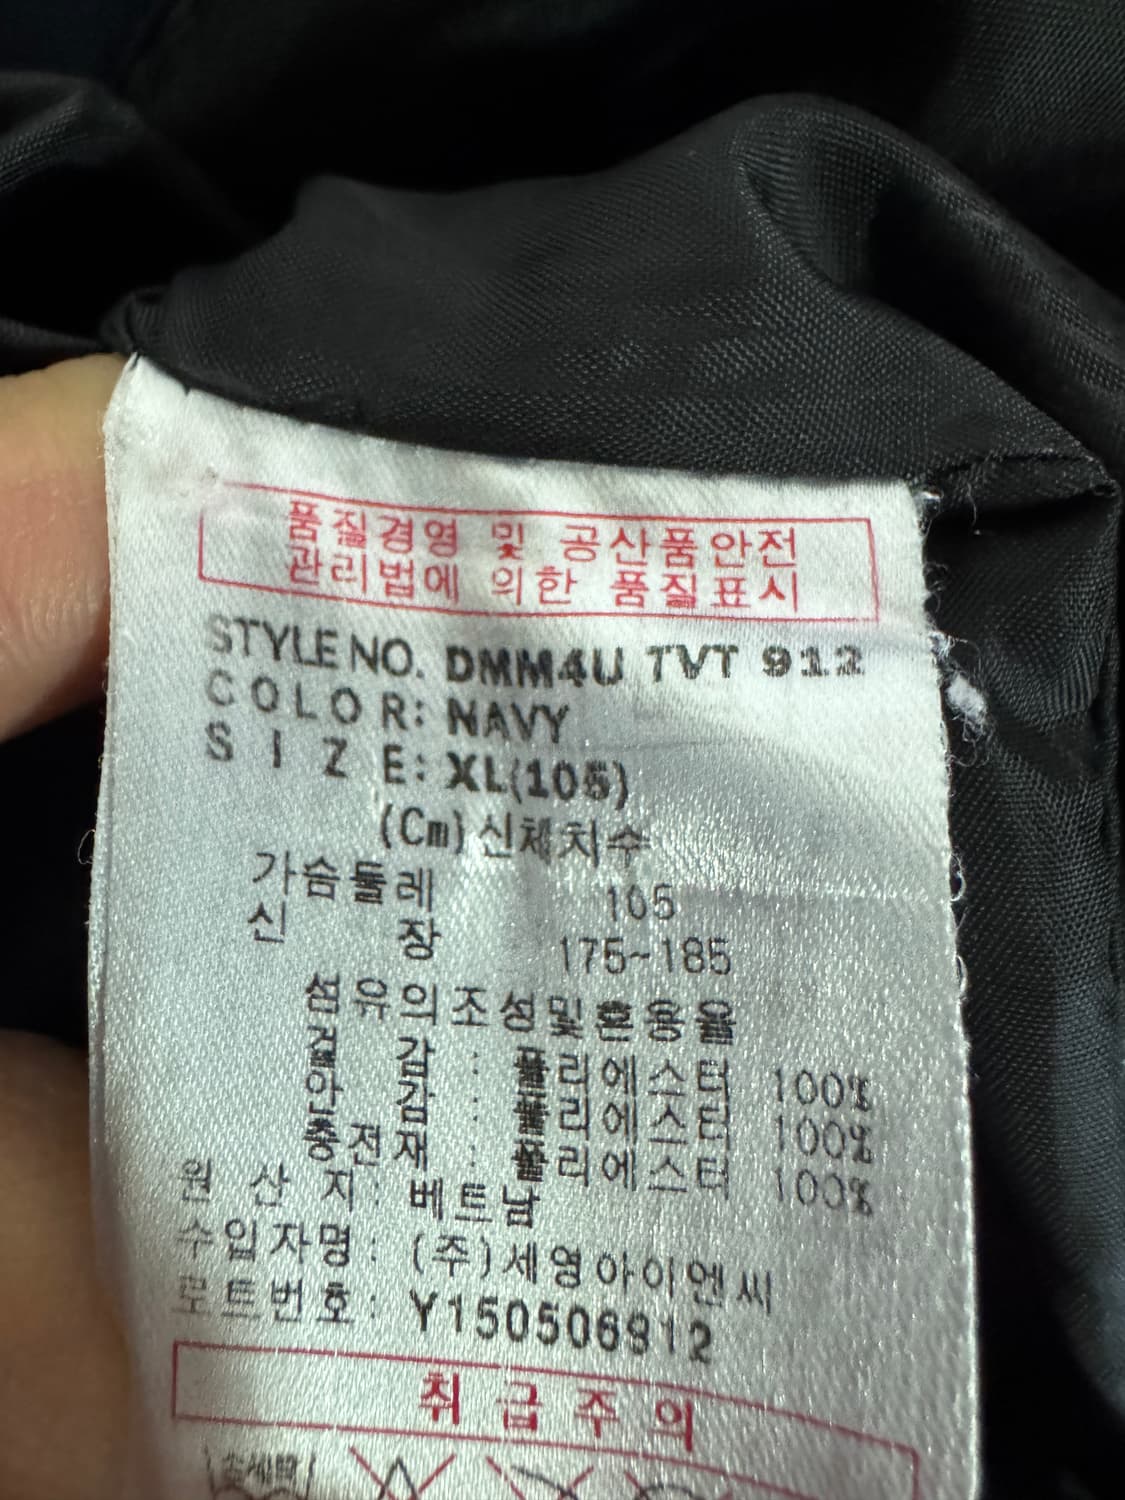 품질경영 및 공산품안전
관리법에 의한 품질표시
STYLE NO. DMM4U TVT 912
COLOR: NAVY
SIZE: XL(105)
(Cm) 신체치수
가슴둘레 105
신장 175~185
섬유의조성및혼용율
겉감 : 폴리에스터 100%
안감 : 폴리에스터 100%
충전재 : 폴리에스터 100%
원산지 : 베트남
수입자명 : (주)세영아이엔씨
로트번호 : Y150506912
취급주의
손세탁